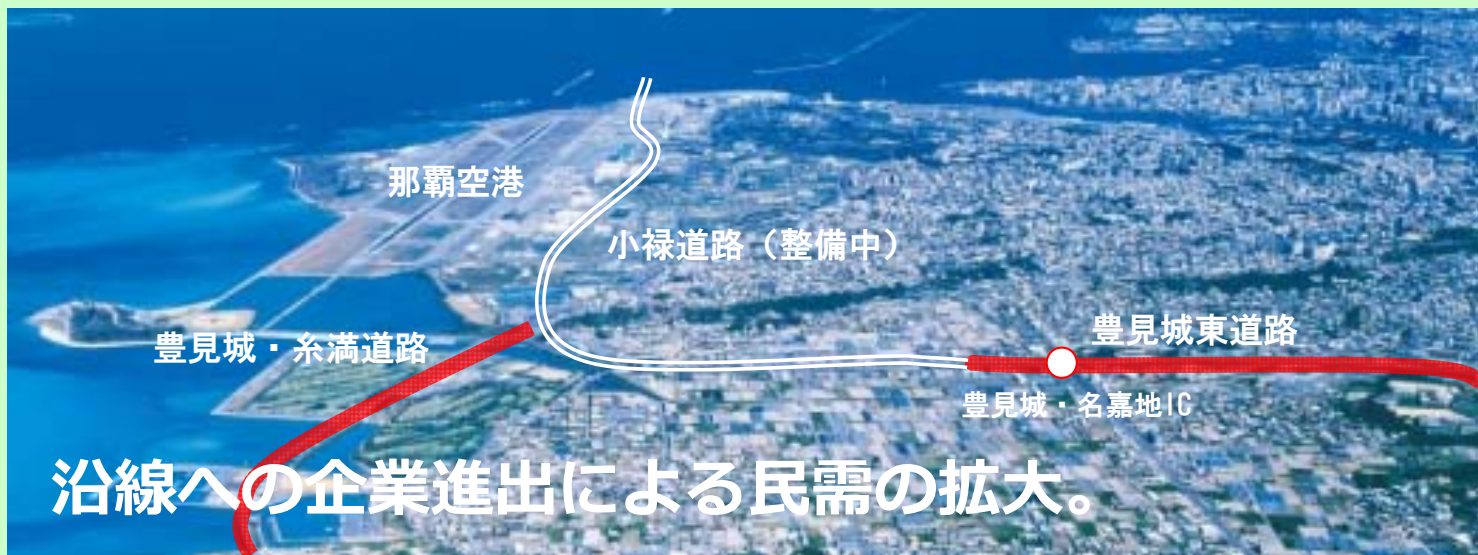 那覇空港
小禄道路（整備中）
豊見城東道路
豊見城・糸満道路
豊見城・名嘉地IC
沿線への企業進出による民需の拡大。